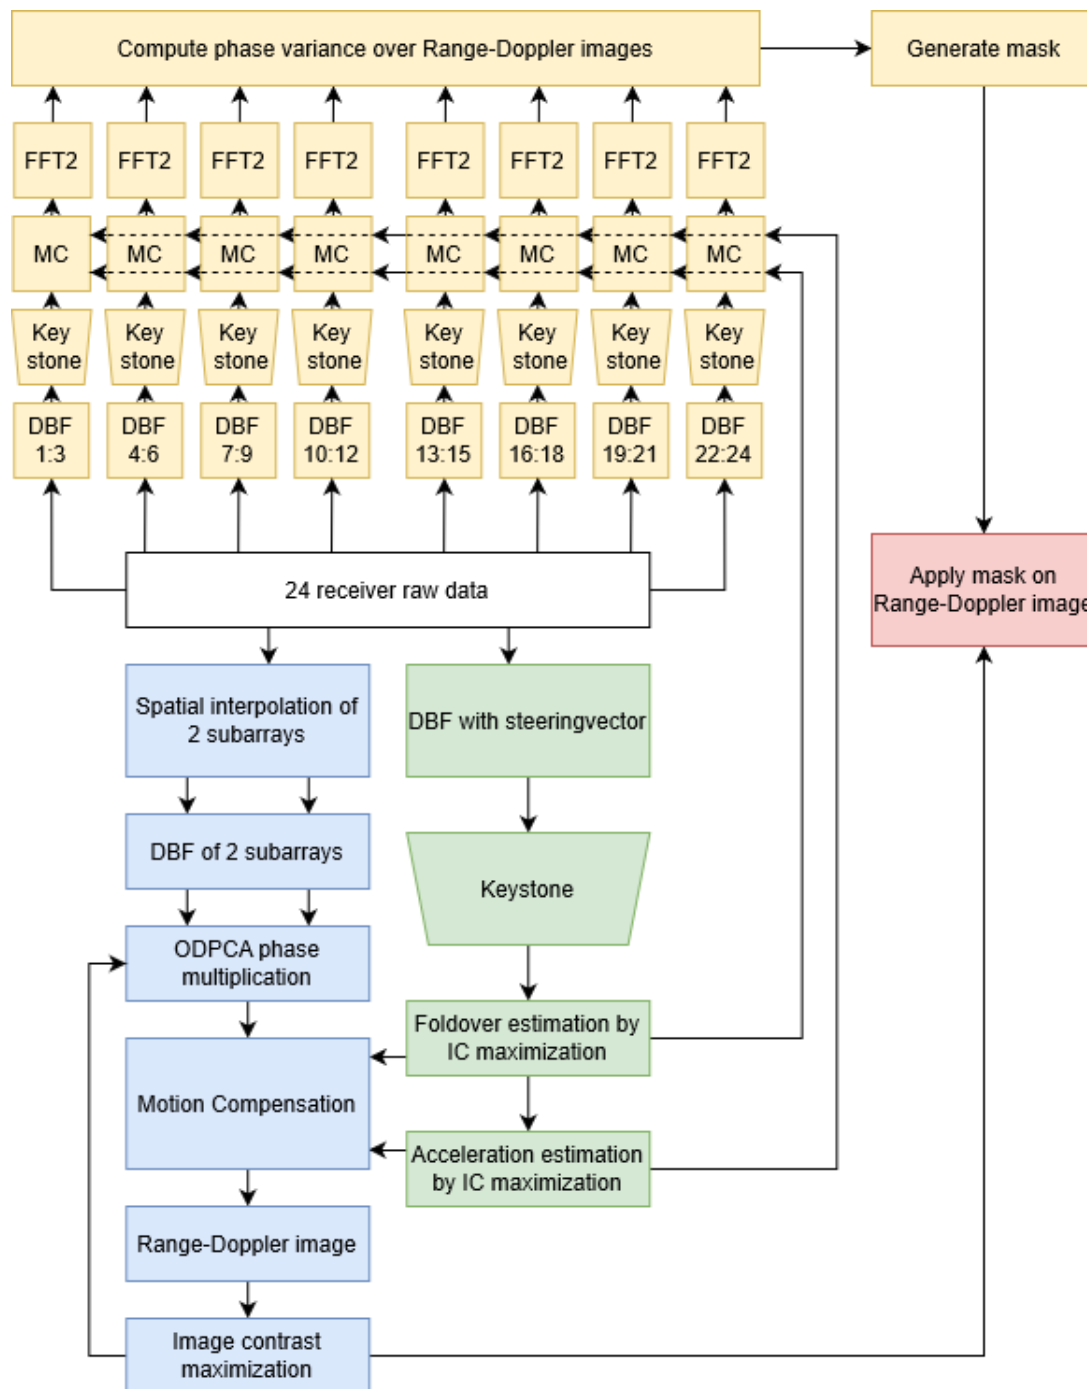 Compute phase variance over Range-Doppler images
Generate mask
FFT2
FFT2
FFT2
FFT2
FFT2
FFT2
FFT2
FFT2
MC
MC
MC
MC
MC
MC
MC
MC
Key
stone
Key
stone
Key
stone
Key
stone
Key
stone
Key
stone
Key
stone
Key
stone
DBF
1:3
DBF
4:6
DBF
7:9
DBF
10:12
DBF
13:15
DBF
16:18
DBF
19:21
DBF
22:24
24 receiver raw data
Apply mask on
Range-Doppler image
Spatial interpolation of
2 subarrays
DBF of 2 subarrays
ODPCA phase
multiplication
Motion Compensation
Range-Doppler image
Image contrast
maximization
DBF with steeringvector
Keystone
Foldover estimation by
IC maximization
Acceleration estimation
by IC maximization